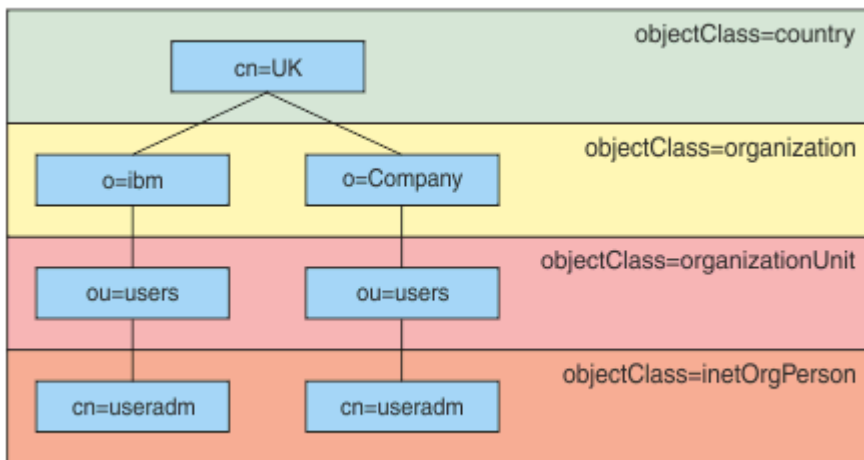 objectClass=country
cn=UK
objectClass=organization
o=ibm
o=Company
objectClass=organizationUnit
ou=users
ou=users
objectClass=inetOrgPerson
cn=useradm
cn=useradm